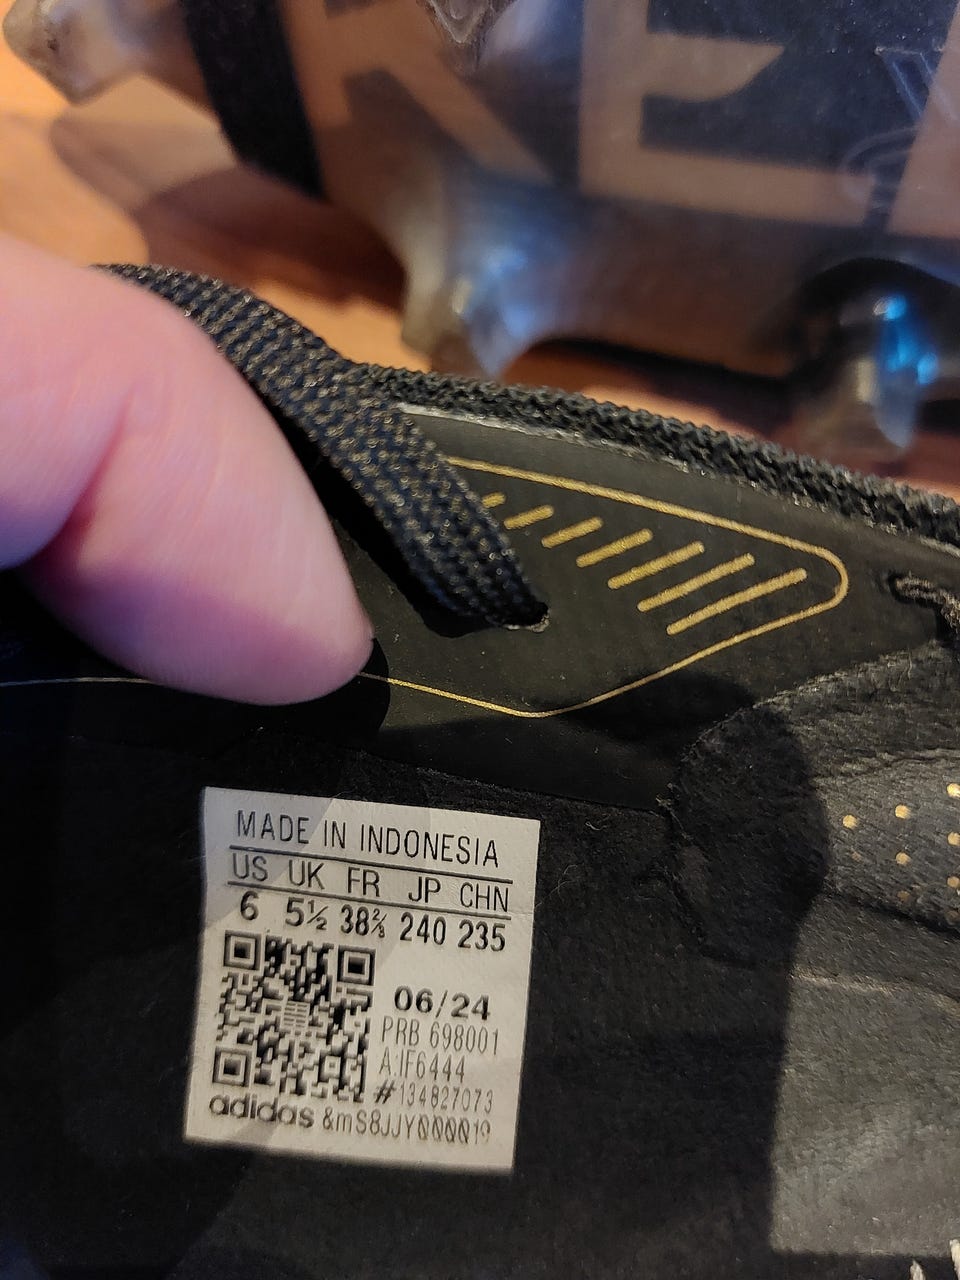 MADE IN INDONESIA
US UK FR JP CHN
6 5½ 38⅔ 240 235
06/24
PRB 698001
A:IF6444
#134827073
adidas &mS8JJY000019